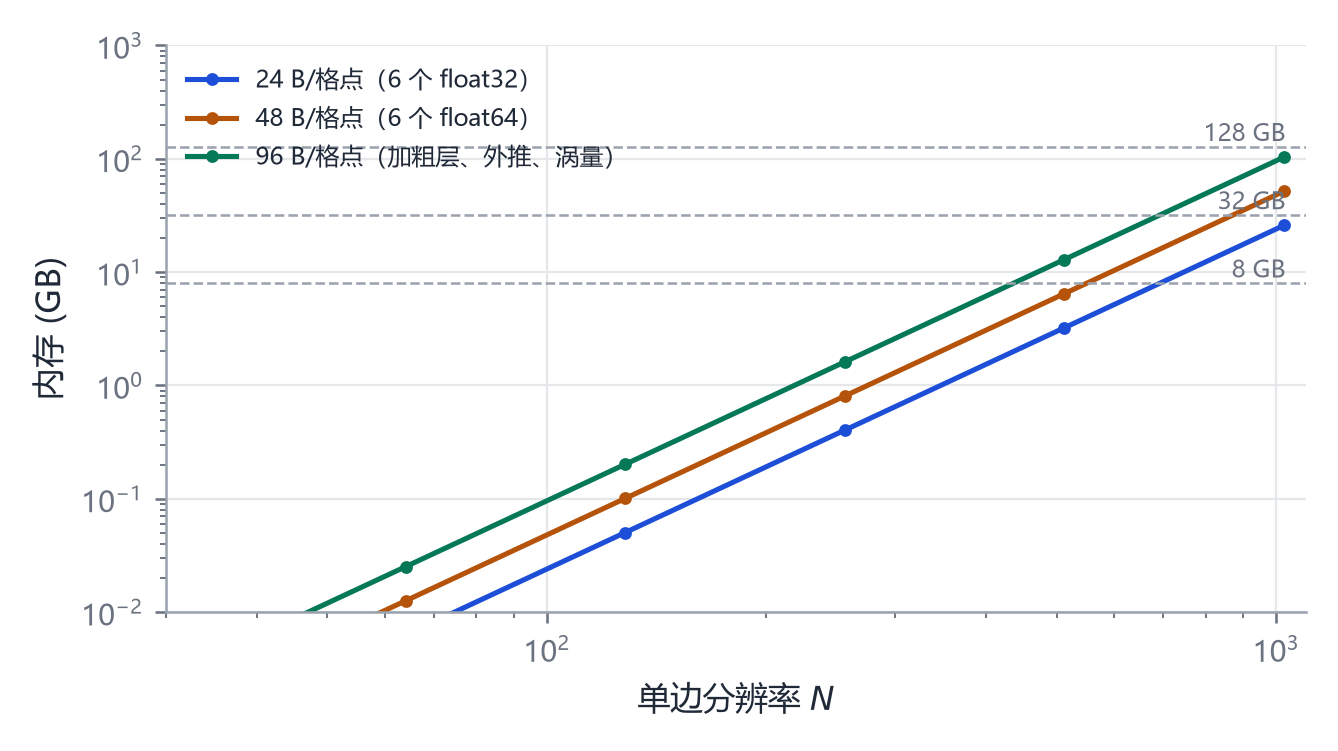 10³
24 B/格点（6 个 float32）
48 B/格点（6 个 float64）
128 GB
10²
96 B/格点（加粗层、外推、涡量）
32 GB
10¹
8 GB
内存 (GB)
10⁰
10⁻¹
10⁻²
10²
10³
单边分辨率 N